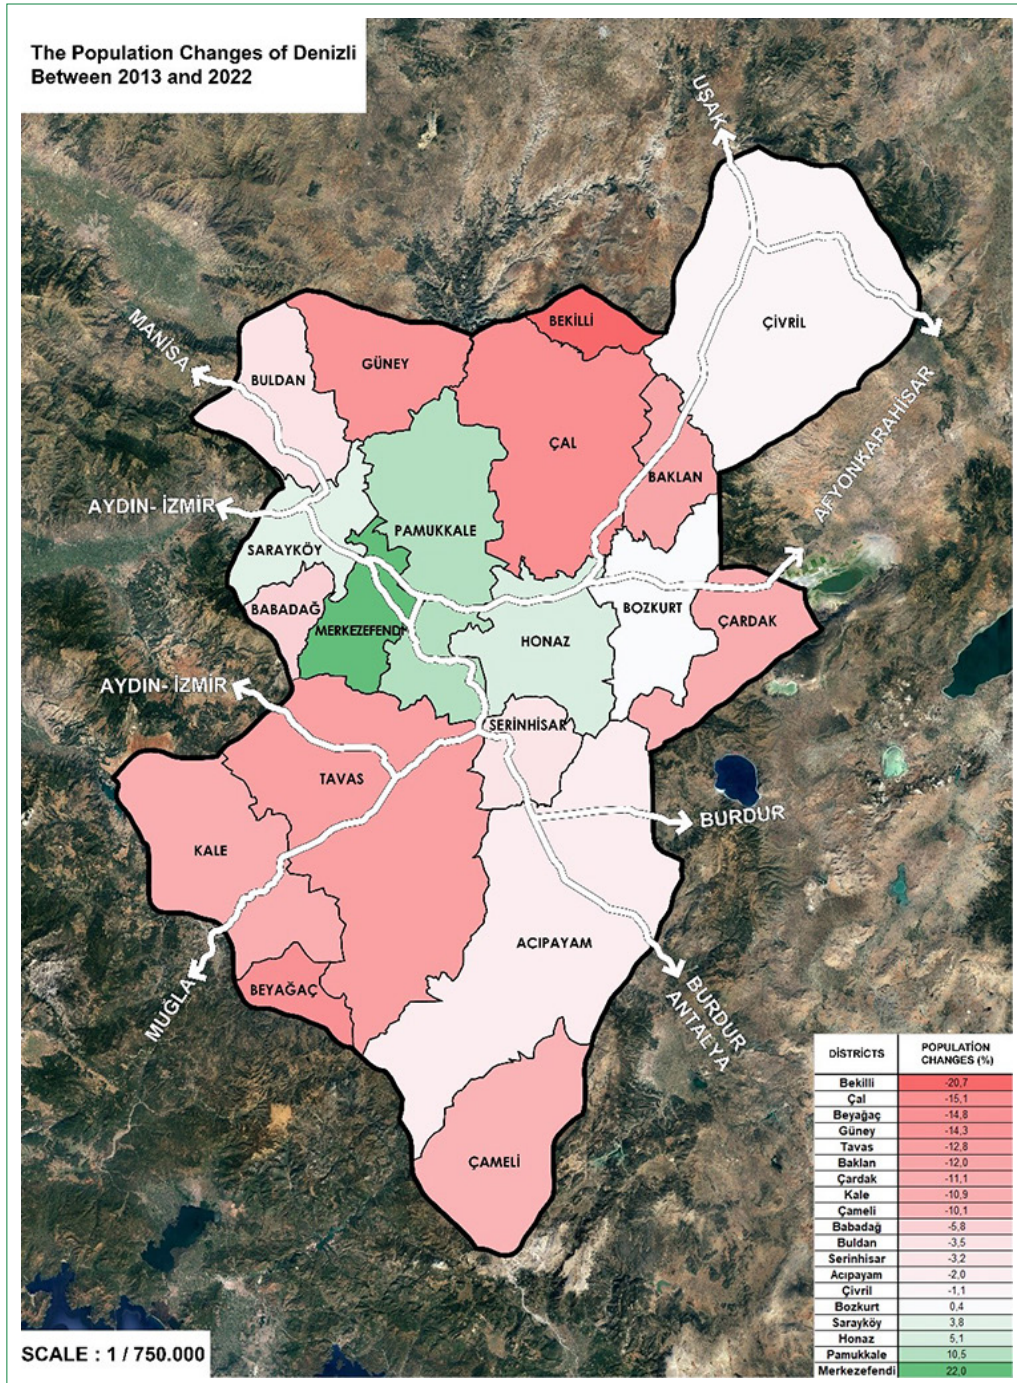 The Population Changes of Denizli
Between 2013 and 2022
UŞAK
MANİSA
AFYONKARAHİSAR
AYDIN- İZMİR
AYDIN- İZMİR
BURDUR
MUĞLA
BURDUR
ANTALYA
BEKİLLİ
ÇİVRİL
GÜNEY
BULDAN
ÇAL
BAKLAN
PAMUKKALE
SARAYKÖY
BABADAĞ
MERKEZEFENDİ
HONAZ
BOZKURT
ÇARDAK
SERİNHİSAR
TAVAS
KALE
ACIPAYAM
BEYAĞAÇ
ÇAMELİ
DİSTRİCTS POPULATİON
CHANGES (%)
Bekilli -20,7
Çal -15,1
Beyağaç -14,8
Güney -14,3
Tavas -12,8
Baklan -12,0
Çardak -11,1
Kale -10,9
Çameli -10,1
Babadağ -5,8
Buldan -3,5
Serinhisar -3,2
Acıpayam -2,0
Çivril -1,1
Bozkurt 0,4
Sarayköy 3,8
Honaz 5,1
Pamukkale 10,5
Merkezefendi 22,0
SCALE : 1 / 750.000